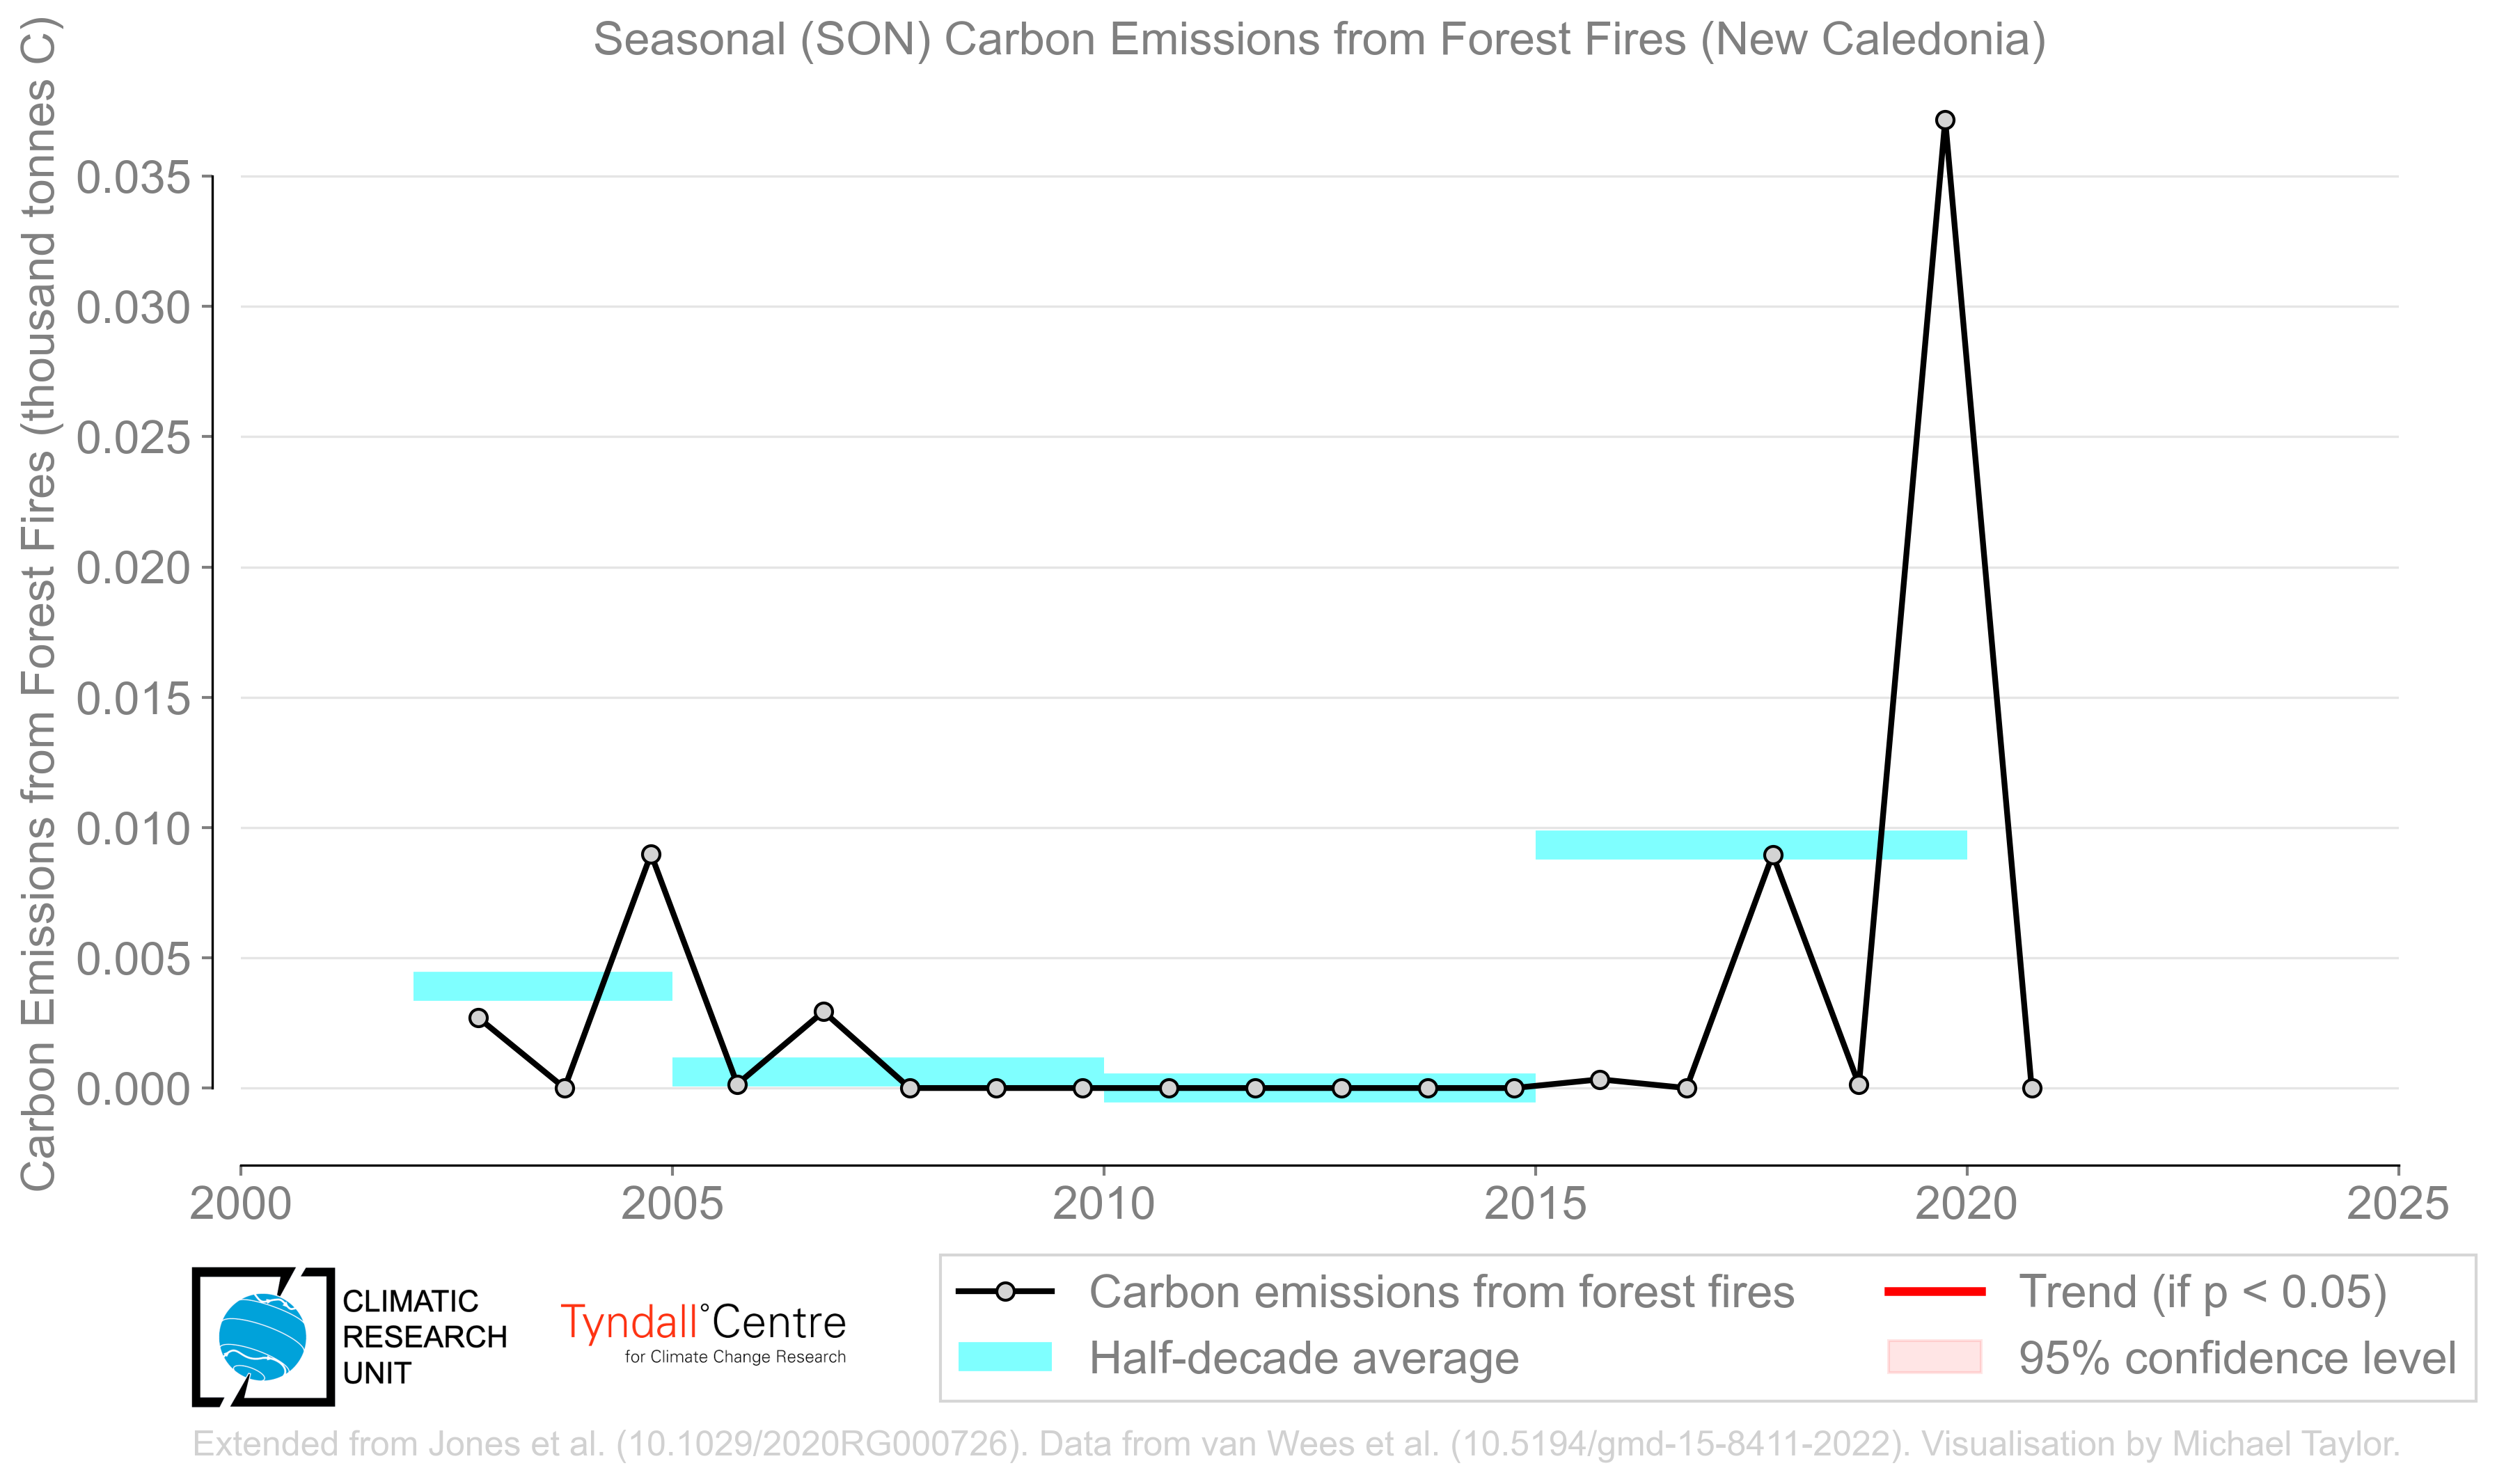 Seasonal (SON) Carbon Emissions from Forest Fires (New Caledonia)
Carbon Emissions from Forest Fires (thousand tonnes C)
0.035
0.030
0.025
0.020
0.015
0.010
0.005
0.000
2000 2005 2010 2015 2020 2025
CLIMATIC
RESEARCH
UNIT
Tyndall°Centre
for Climate Change Research
Carbon emissions from forest fires
Half-decade average
Trend (if p < 0.05)
95% confidence level
Extended from Jones et al. (10.1029/2020RG000726). Data from van Wees et al. (10.5194/gmd-15-8411-2022). Visualisation by Michael Taylor.